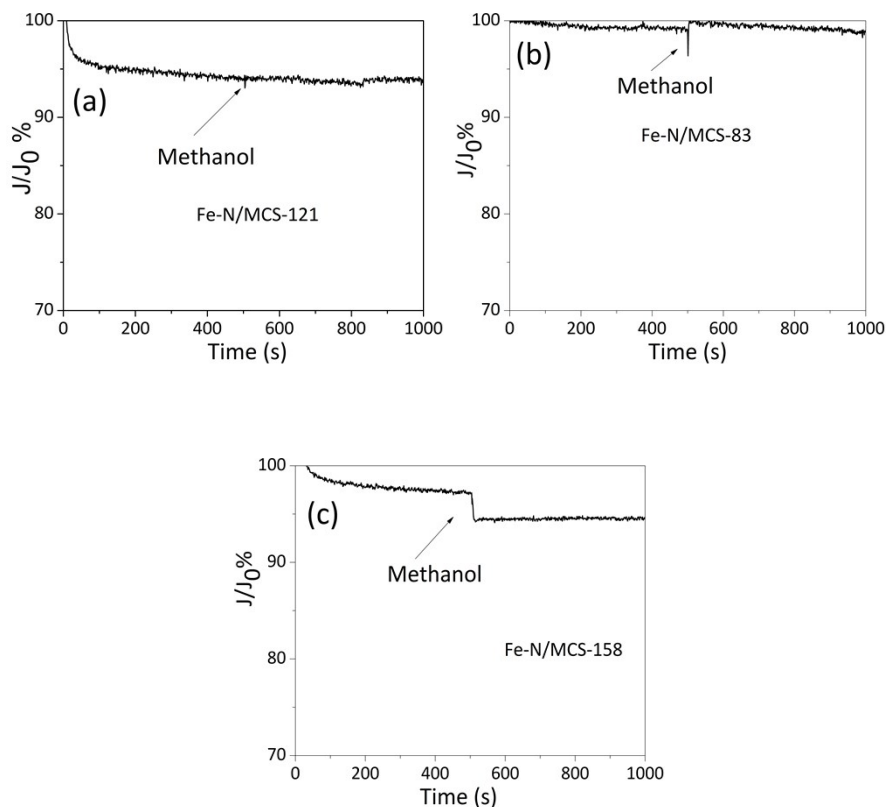 100
90
80
70
J/J0 %
(a)
Methanol
Fe-N/MCS-121
0 200 400 600 800 1000
Time (s)
100
90
80
70
J/J0%
(b)
Methanol
Fe-N/MCS-83
0 200 400 600 800 1000
Time (s)
100
90
80
70
J/J0%
(c)
Methanol
Fe-N/MCS-158
0 200 400 600 800 1000
Time (s)